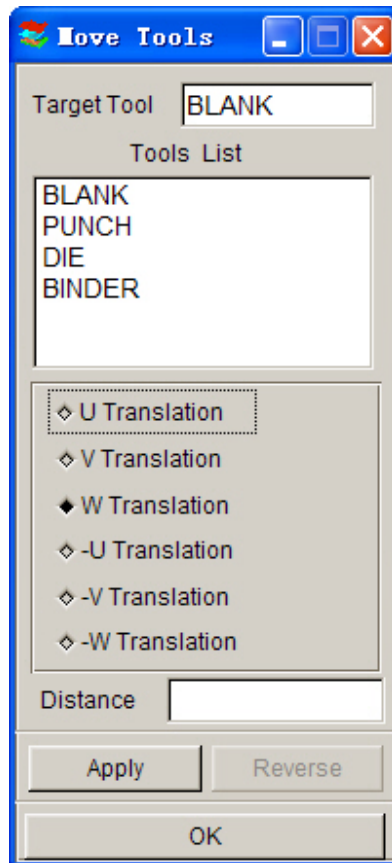 Move Tools
Target Tool BLANK
Tools List
BLANK
PUNCH
DIE
BINDER
U Translation
V Translation
W Translation
-U Translation
-V Translation
-W Translation
Distance
Apply Reverse
OK